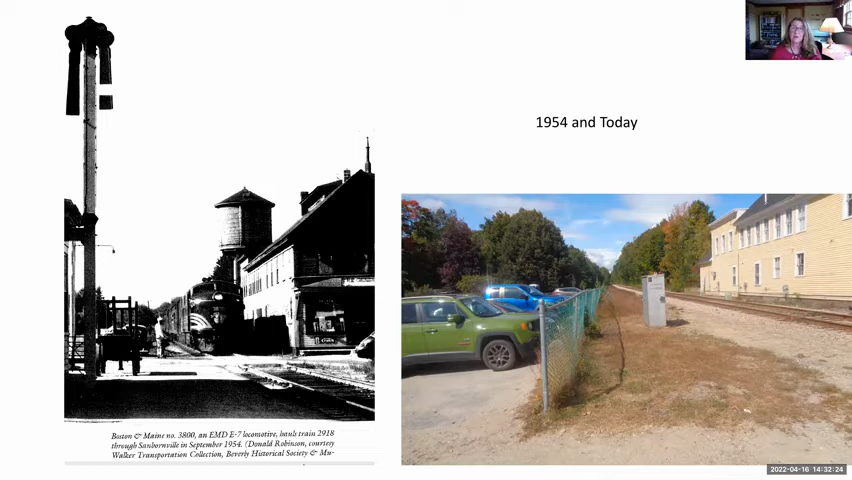 1954 and Today
Boston & Maine no. 3800, an EMD E-7 locomotive, hauls train 2918
through Sanbornville in September 1954. (Donald Robinson, courtesy
Walker Transportation Collection, Beverly Historical Society & Mu-
2022-04-16 14:32:24